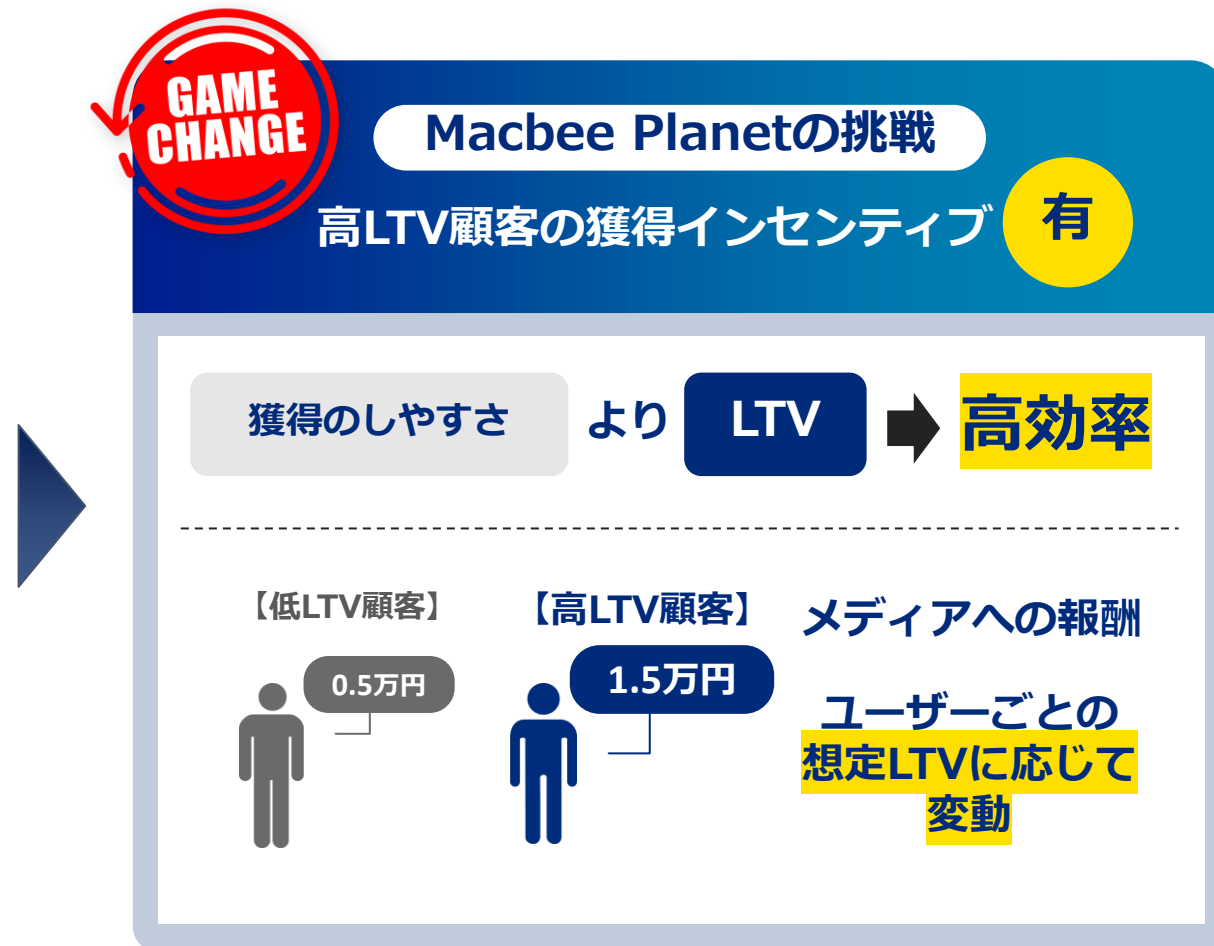 GAME
CHANGE
Macbee Planetの挑戦
高LTV顧客の獲得インセンティブ 有
獲得のしやすさ より LTV 高効率
【低LTV顧客】
0.5万円
【高LTV顧客】
1.5万円
メディアへの報酬
ユーザーごとの
想定LTVに応じて
変動